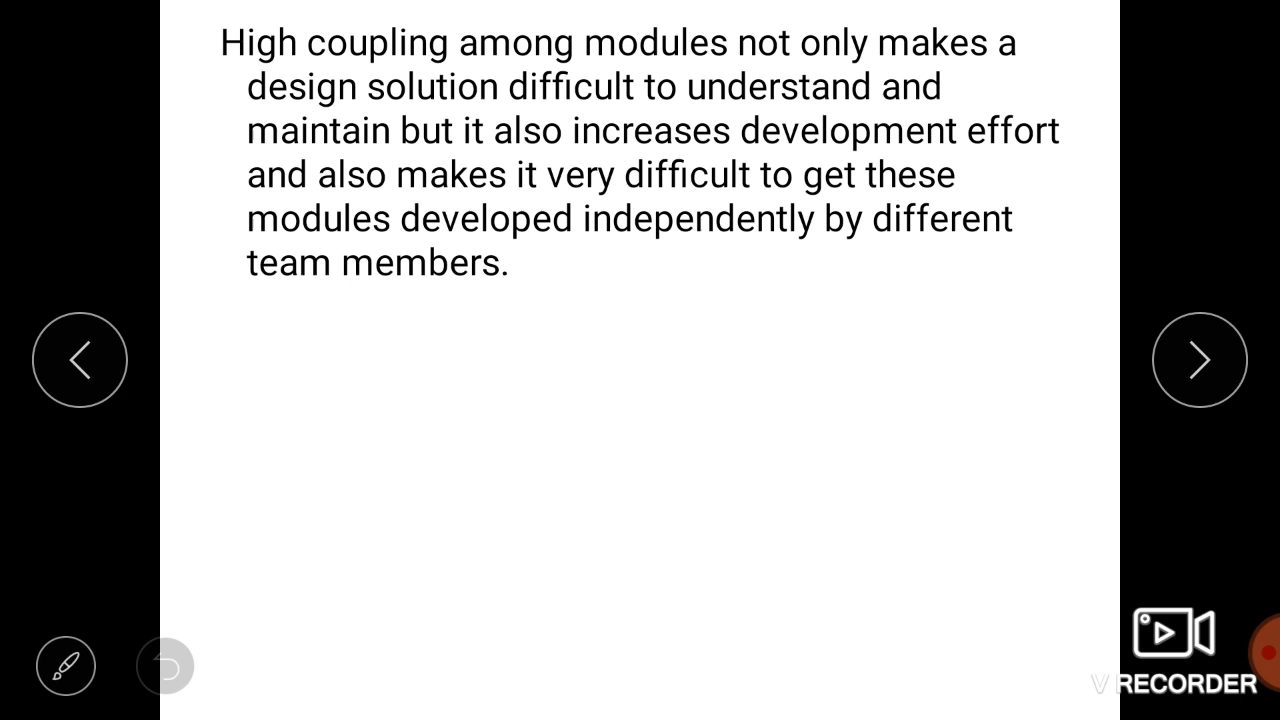 High coupling among modules not only makes a
design solution difficult to understand and
maintain but it also increases development effort
and also makes it very difficult to get these
modules developed independently by different
team members.
V RECORDER